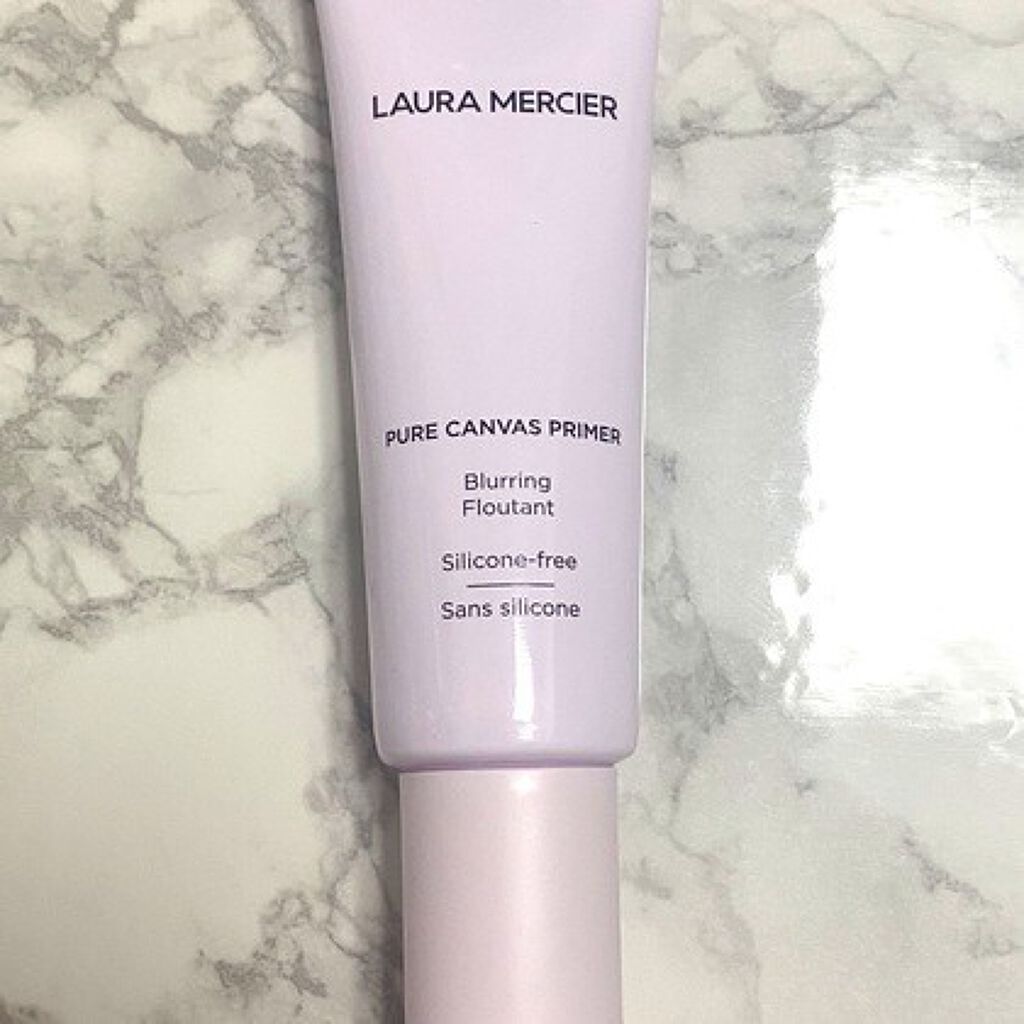 LAURA MERCIER
PURE CANVAS PRIMER
Blurring
Floutant
Silicone-free
Sans silicone